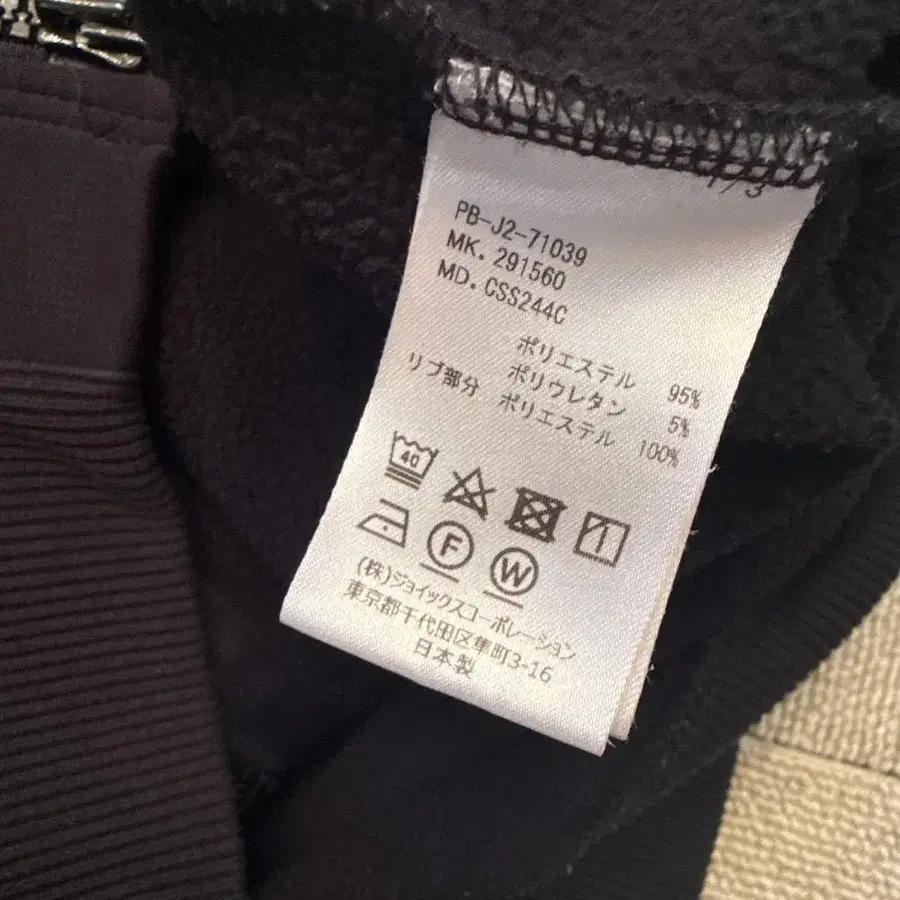 1/3
PB-J2-71039
MK. 291560
MD. CSS244C
ポリエステル 95%
ポリウレタン 5%
リブ部分 ポリエステル 100%
40
F W
(株)ジョイックスコーポレーション
東京都千代田区隼町3-16
日本製